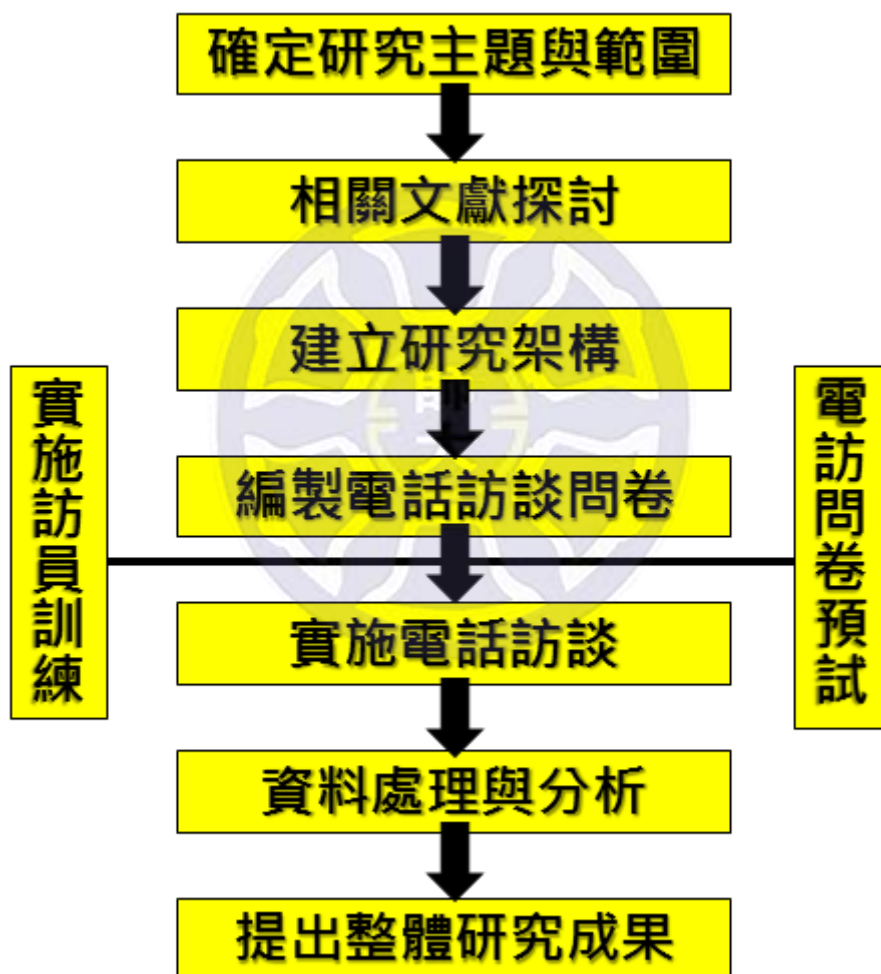 確定研究主題與範圍
相關文獻探討
建立研究架構
編製電話訪談問卷
實施訪員訓練
電訪問卷預試
實施電話訪談
資料處理與分析
提出整體研究成果